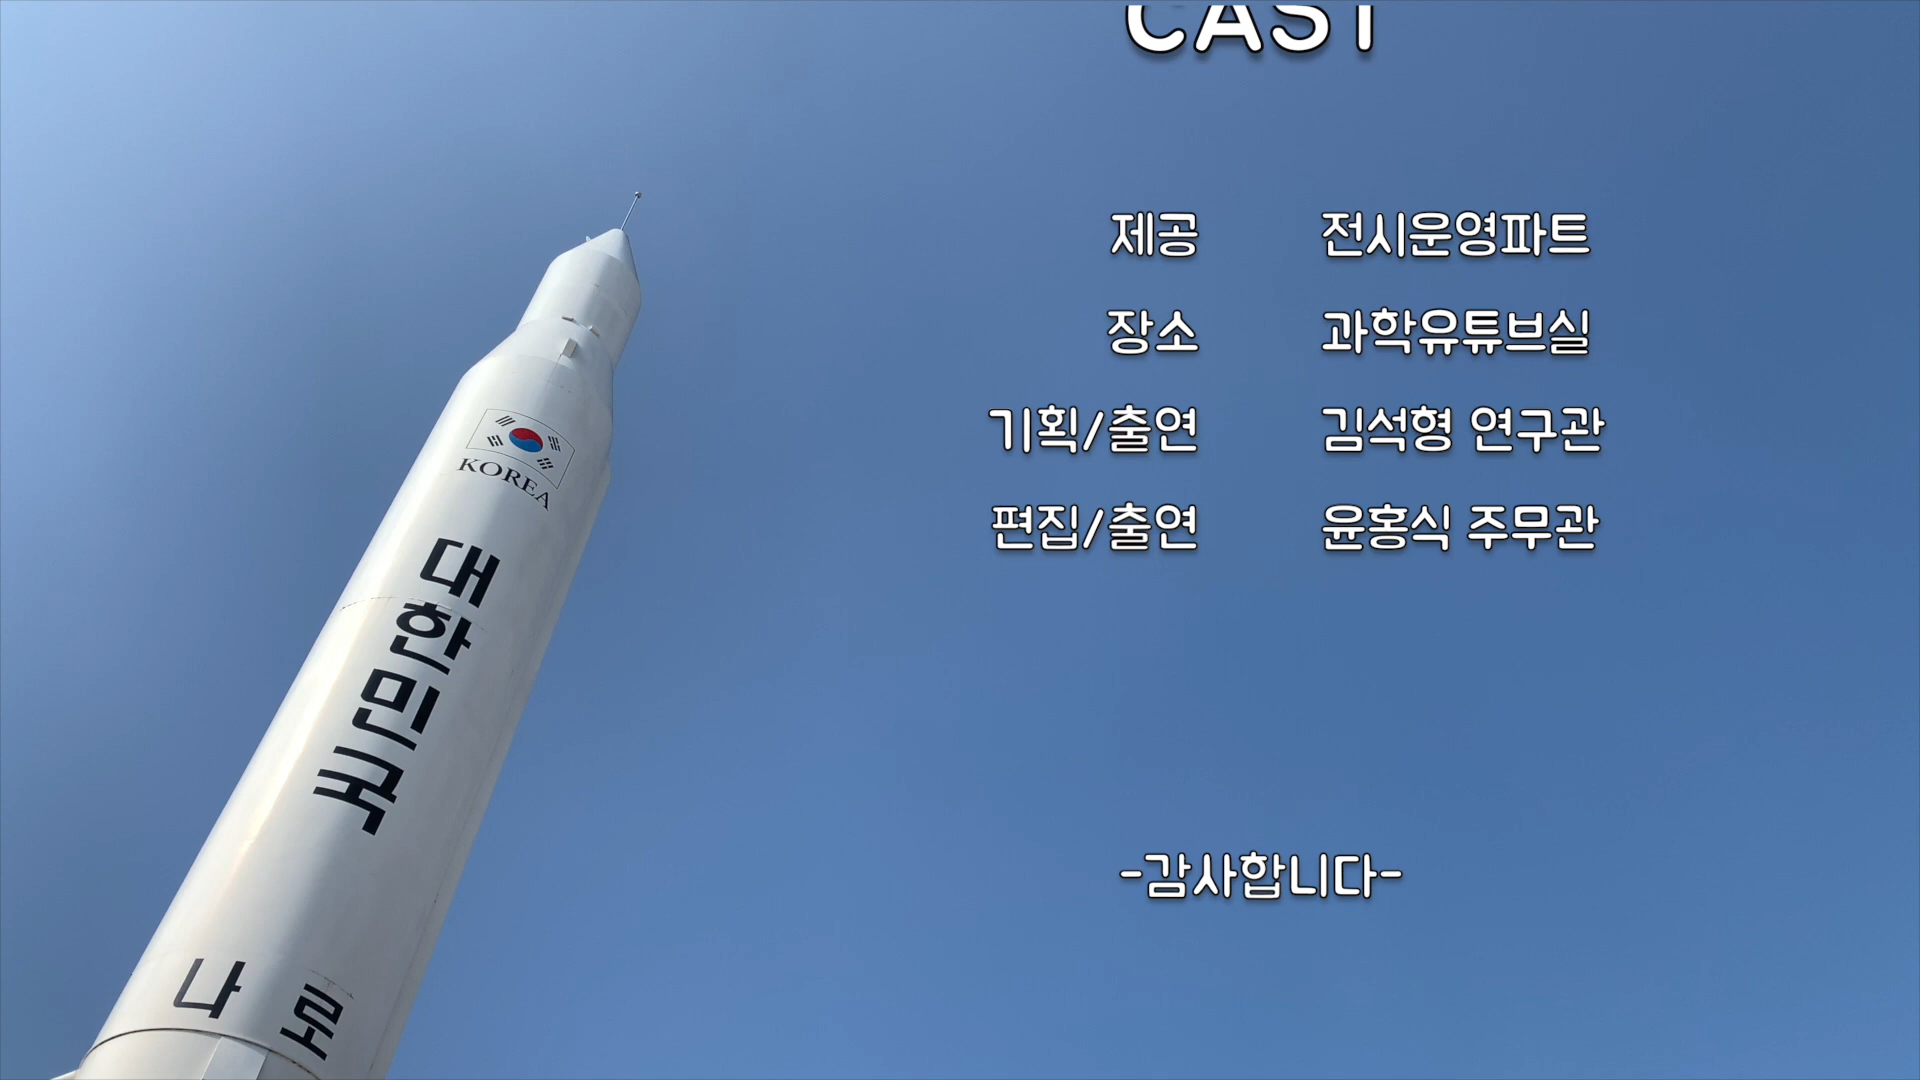 CAST
제공 전시운영파트
장소 과학유튜브실
기획/출연 김석형 연구관
편집/출연 윤홍식 주무관
-감사합니다-
KOREA
대한민국
나로